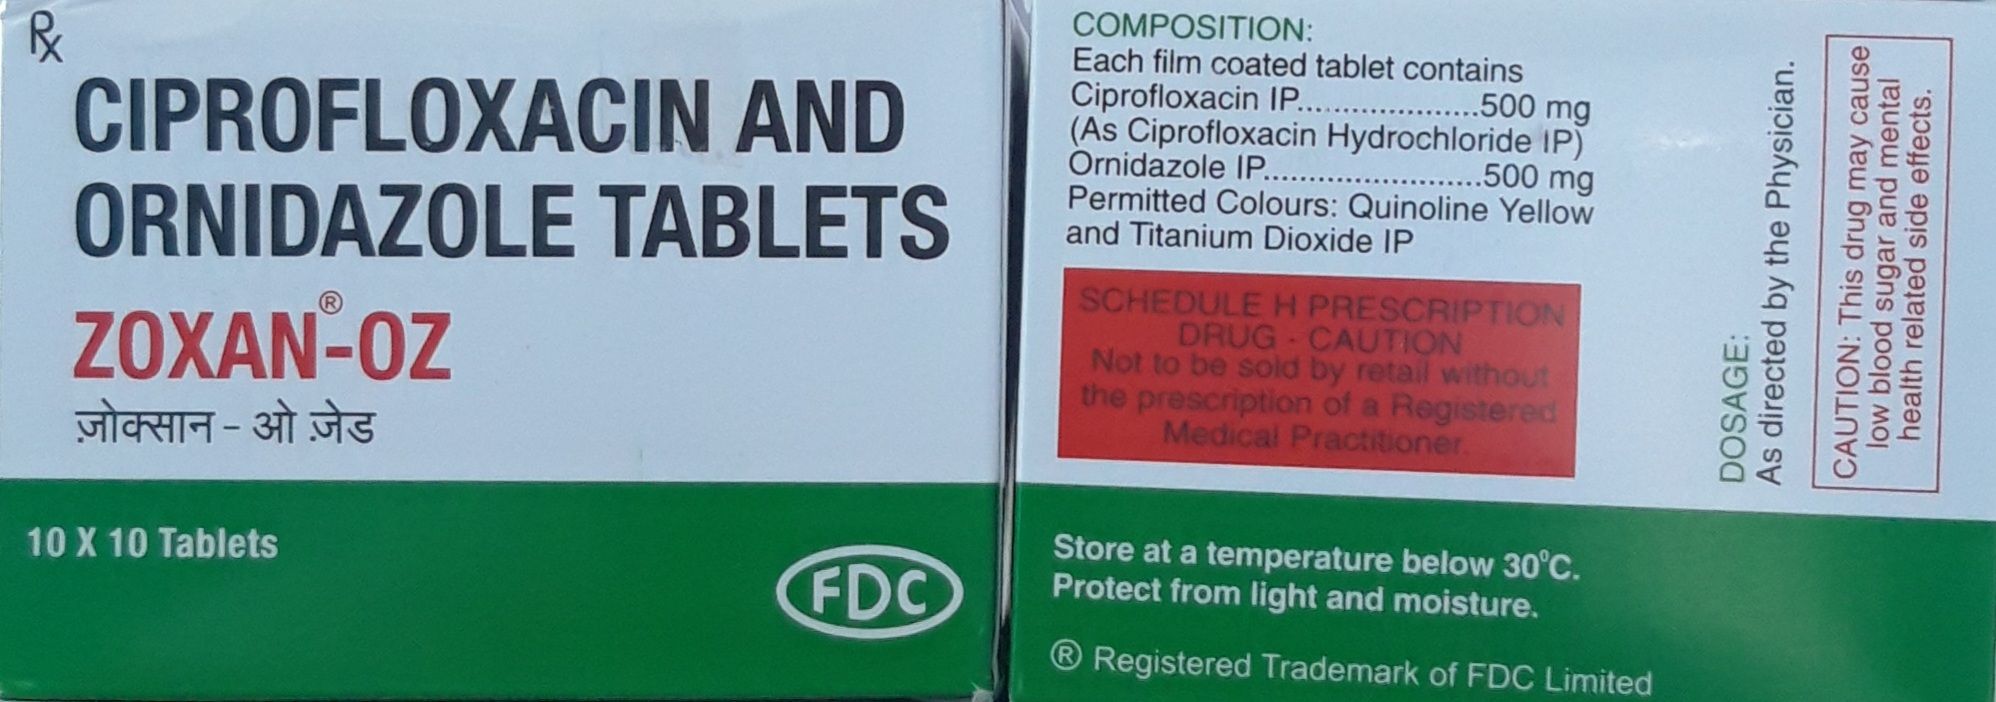 Rx
CIPROFLOXACIN AND
ORNIDAZOLE TABLETS
ZOXAN®-OZ
ज़ोक्सान - ओ ज़ेड
10 X 10 Tablets
FDC
COMPOSITION:
Each film coated tablet contains
Ciprofloxacin IP....................500 mg
(As Ciprofloxacin Hydrochloride IP)
Ornidazole IP........................500 mg
Permitted Colours: Quinoline Yellow
and Titanium Dioxide IP
SCHEDULE H PRESCRIPTION
DRUG - CAUTION
Not to be sold by retail without
the prescription of a Registered
Medical Practitioner.
Store at a temperature below 30°C.
Protect from light and moisture.
® Registered Trademark of FDC Limited
DOSAGE:
As directed by the Physician.
CAUTION: This drug may cause
low blood sugar and mental
health related side effects.